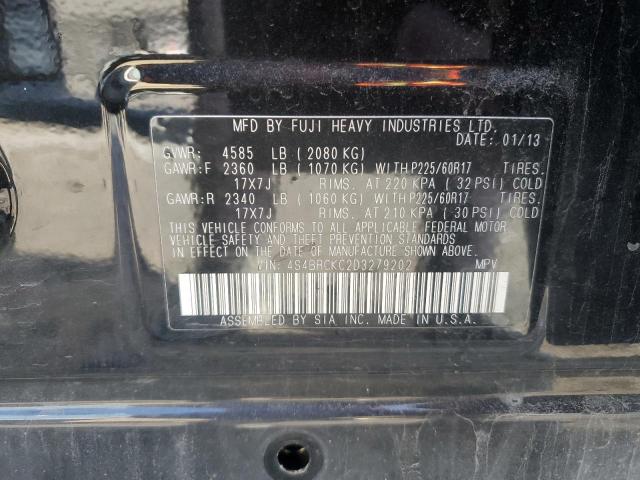 MFD BY FUJI HEAVY INDUSTRIES LTD.
DATE: 01/13
GVWR: 4585 LB (2080 KG)
GAWR:F 2360 LB (1070 KG) WITH P225/60R17 TIRES.
17X7J RIMS. AT 220 KPA (32 PSI) COLD
GAWR:R 2340 LB (1060 KG) WITH P225/60R17 TIRES.
17X7J RIMS. AT 210 KPA (30 PSI) COLD
THIS VEHICLE CONFORMS TO ALL APPLICABLE FEDERAL MOTOR
VEHICLE SAFETY AND THEFT PREVENTION STANDARDS IN
EFFECT ON THE DATE OF MANUFACTURE SHOWN ABOVE.
VIN: 4S4BRCKC2D3279202 MPV
ASSEMBLED BY SIA INC. MADE IN U.S.A.